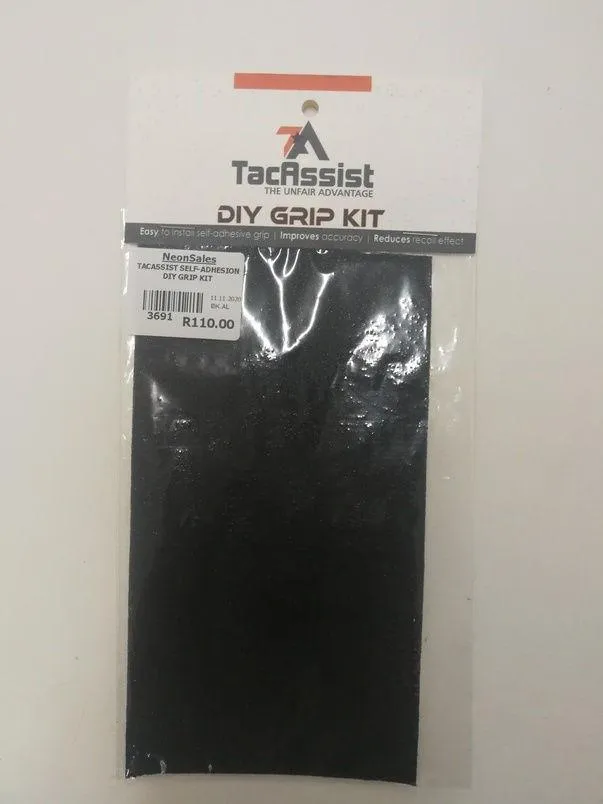 TacAssist
THE UNFAIR ADVANTAGE
DIY GRIP KIT
Easy to install self-adhesive grip | Improves accuracy | Reduces recoil effect
NeonSales
TACASSIST SELF-ADHESION
DIY GRIP KIT
11.11.2020
BK.AL
3691
R110.00